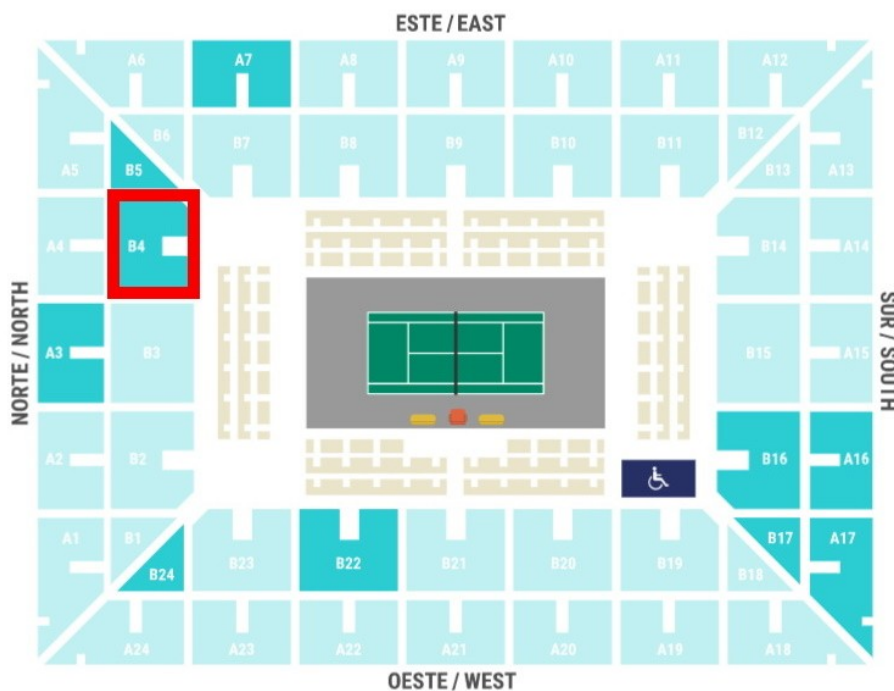 ESTE / EAST
A6
A7
A8
A9
A10
A11
A12
B6
B7
B8
B9
B10
B11
B12
A5
B5
B13
A13
A4
B4
B14
A14
NORTE / NORTH
A3
B3
B15
A15
SUR / SOUTH
A2
B2
B16
A16
A1
B1
B24
B23
B22
B21
B20
B19
B18
B17
A17
A24
A23
A22
A21
A20
A19
A18
OESTE / WEST